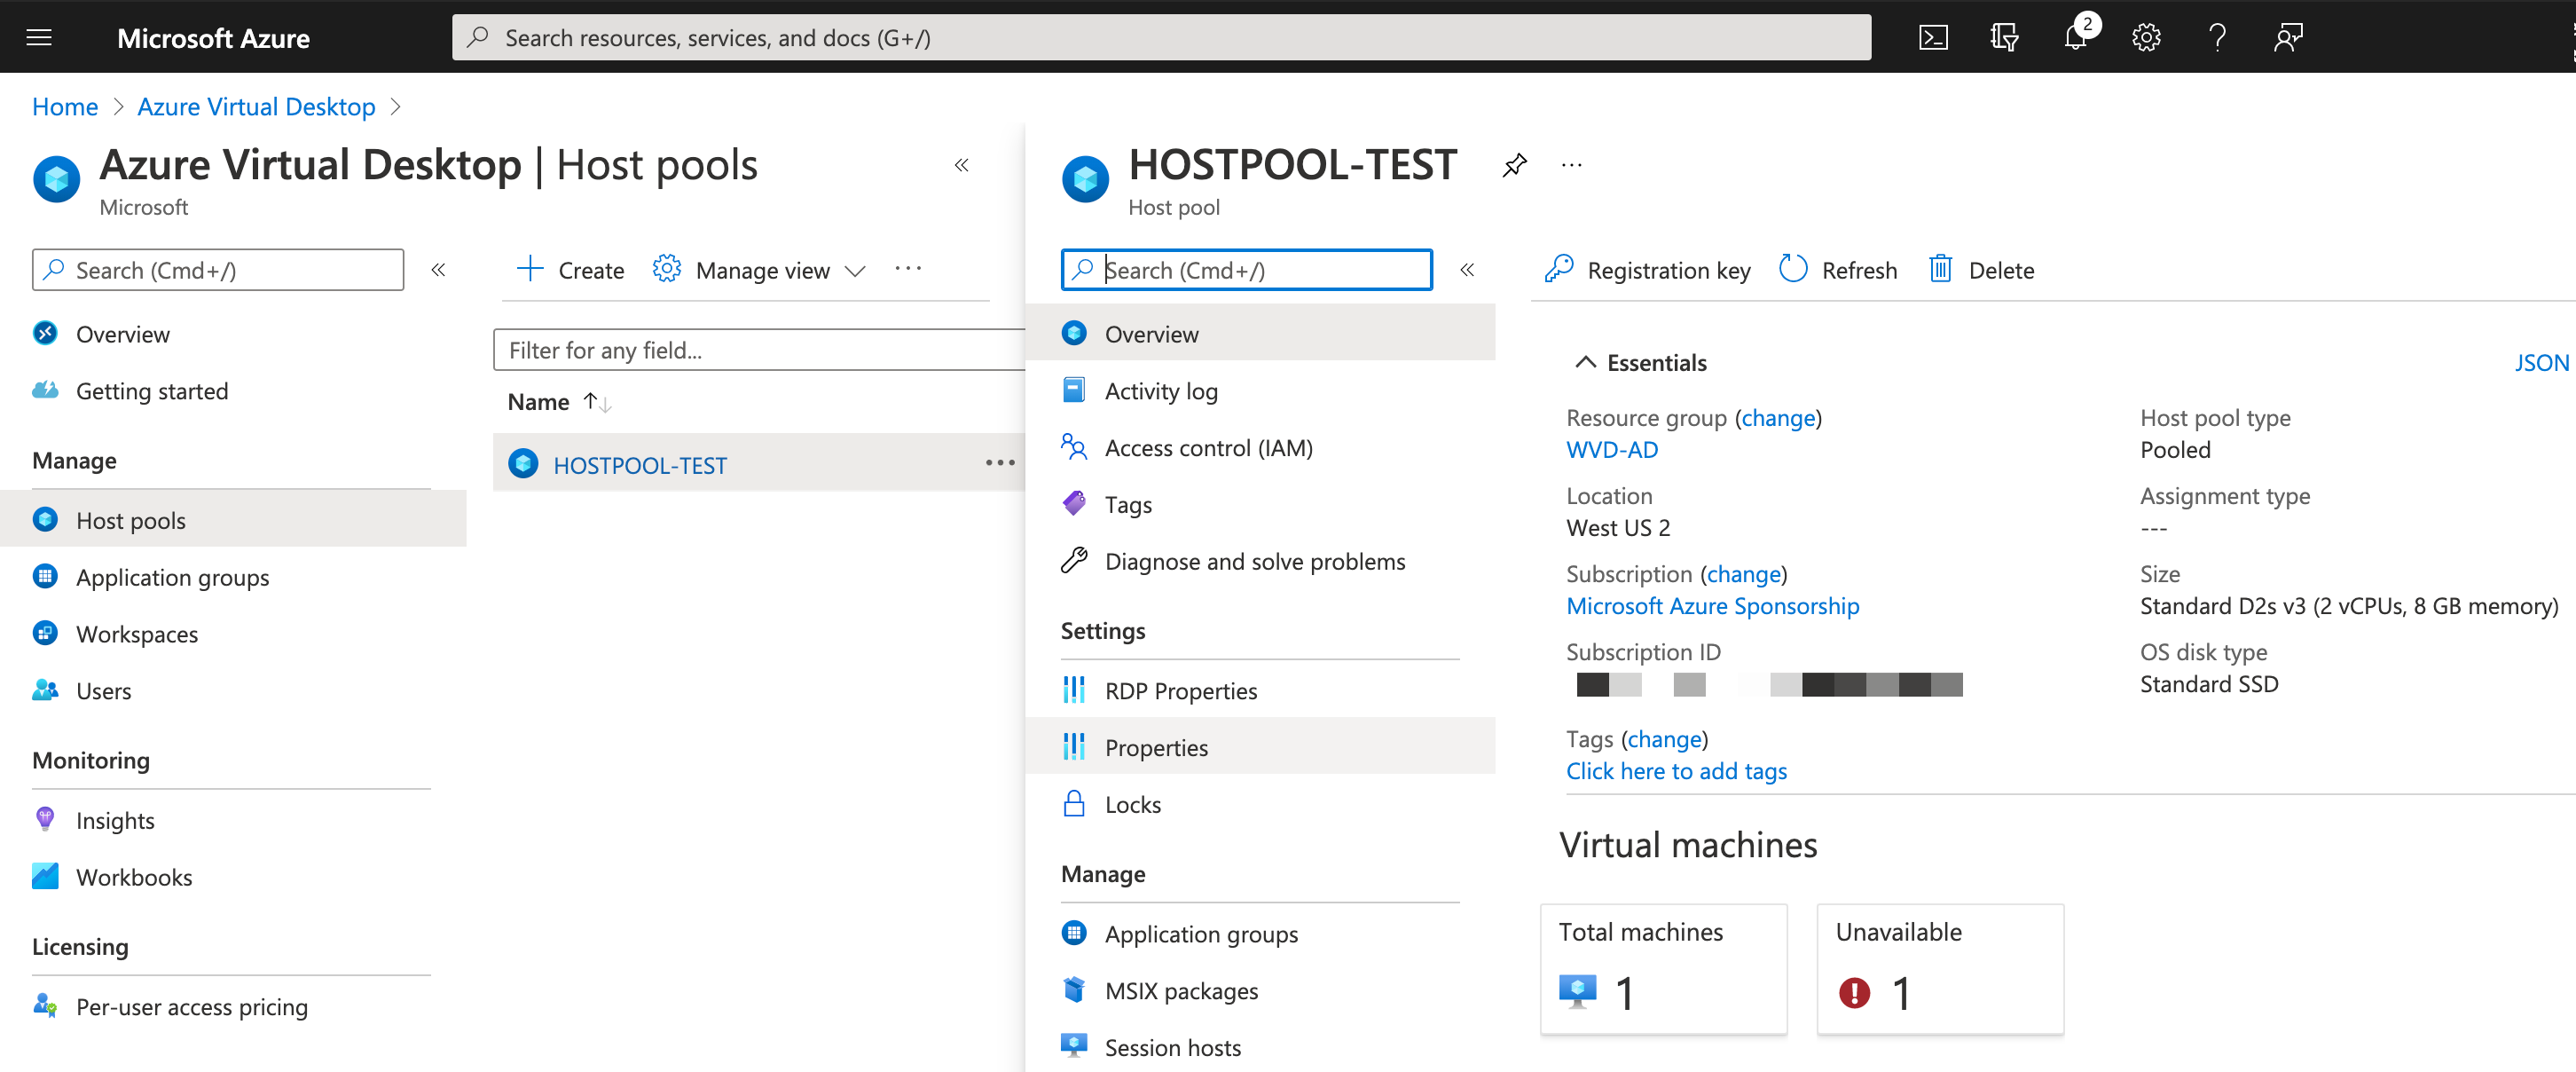 Microsoft Azure
Search resources, services, and docs (G+/)
2
Home > Azure Virtual Desktop >
Azure Virtual Desktop | Host pools
Microsoft
Search (Cmd+/)
Overview
Getting started
Manage
Host pools
Application groups
Workspaces
Users
Monitoring
Insights
Workbooks
Licensing
Per-user access pricing
Create
Manage view
Filter for any field...
Name
HOSTPOOL-TEST
HOSTPOOL-TEST
Host pool
Search (Cmd+/)
Overview
Activity log
Access control (IAM)
Tags
Diagnose and solve problems
Settings
RDP Properties
Properties
Locks
Manage
Application groups
MSIX packages
Session hosts
Registration key
Refresh
Delete
Essentials
JSON
Resource group (change)
WVD-AD
Location
West US 2
Subscription (change)
Microsoft Azure Sponsorship
Subscription ID
Tags (change)
Click here to add tags
Host pool type
Pooled
Assignment type
---
Size
Standard D2s v3 (2 vCPUs, 8 GB memory)
OS disk type
Standard SSD
Virtual machines
Total machines
1
Unavailable
1